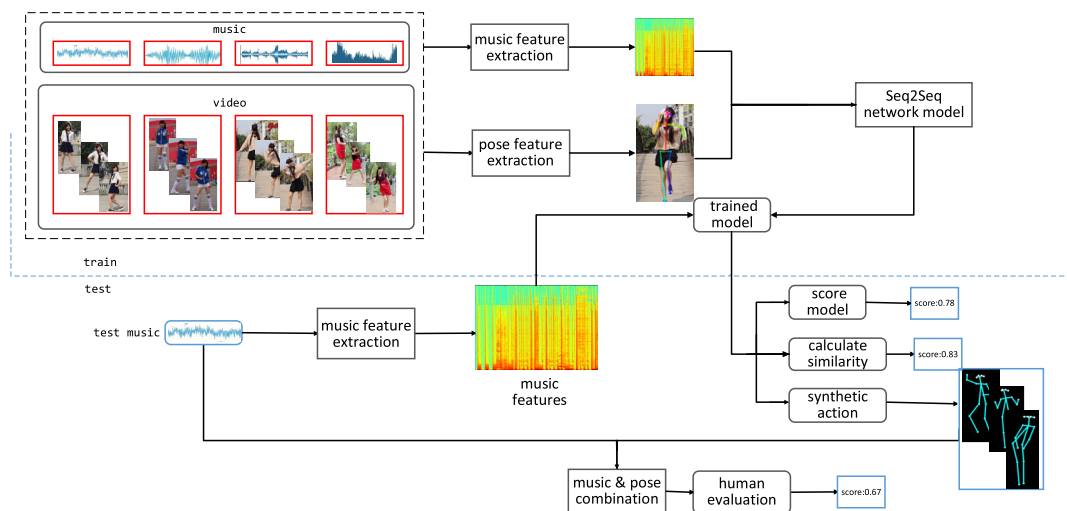 music
music feature
extraction
video
Seq2Seq
network model
pose feature
extraction
trained
model
train
test
score
model
score:0.78
test music
music feature
extraction
calculate
similarity
score:0.83
music
features
synthetic
action
music & pose
combination
human
evaluation
score:0.67